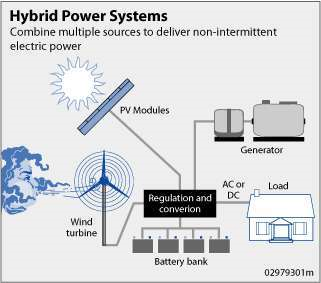 Hybrid Power Systems
Combine multiple sources to deliver non-intermittent
electric power
PV Modules
Generator
Regulation and
converion
AC or
DC
Load
Wind
turbine
Battery bank
02979301m